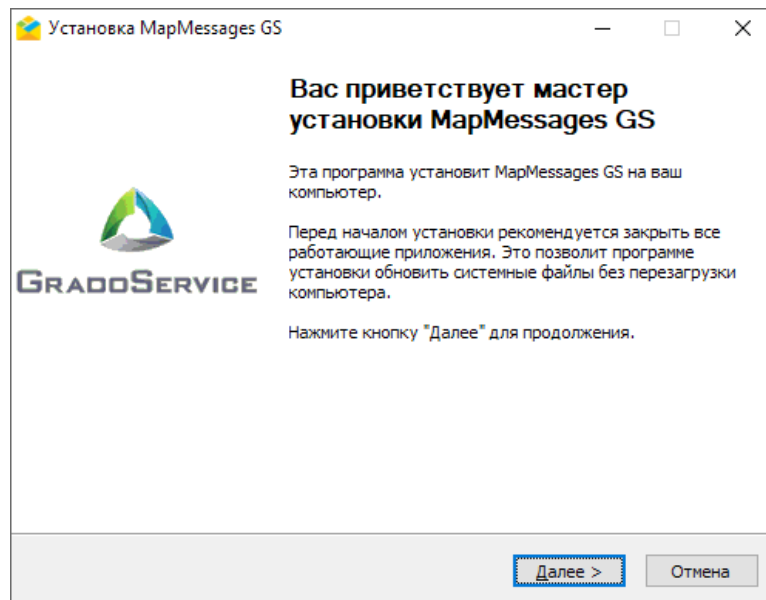 Установка MapMessages GS
Вас приветствует мастер
установки MapMessages GS
Эта программа установит MapMessages GS на ваш
компьютер.
Перед началом установки рекомендуется закрыть все
работающие приложения. Это позволит программе
установки обновить системные файлы без перезагрузки
компьютера.
Нажмите кнопку "Далее" для продолжения.
GRADOSERVICE
Далее >
Отмена